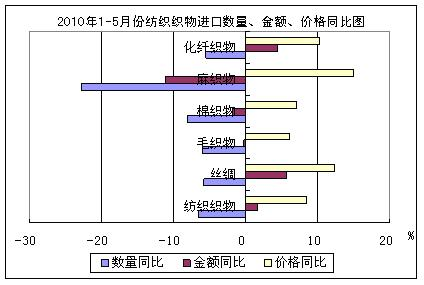 2010年1-5月份纺织织物进口数量、金额、价格同比图
化纤织物
麻织物
棉织物
毛织物
丝绸
纺织织物
-30 -20 -10 0 10 20 %
数量同比 金额同比 价格同比